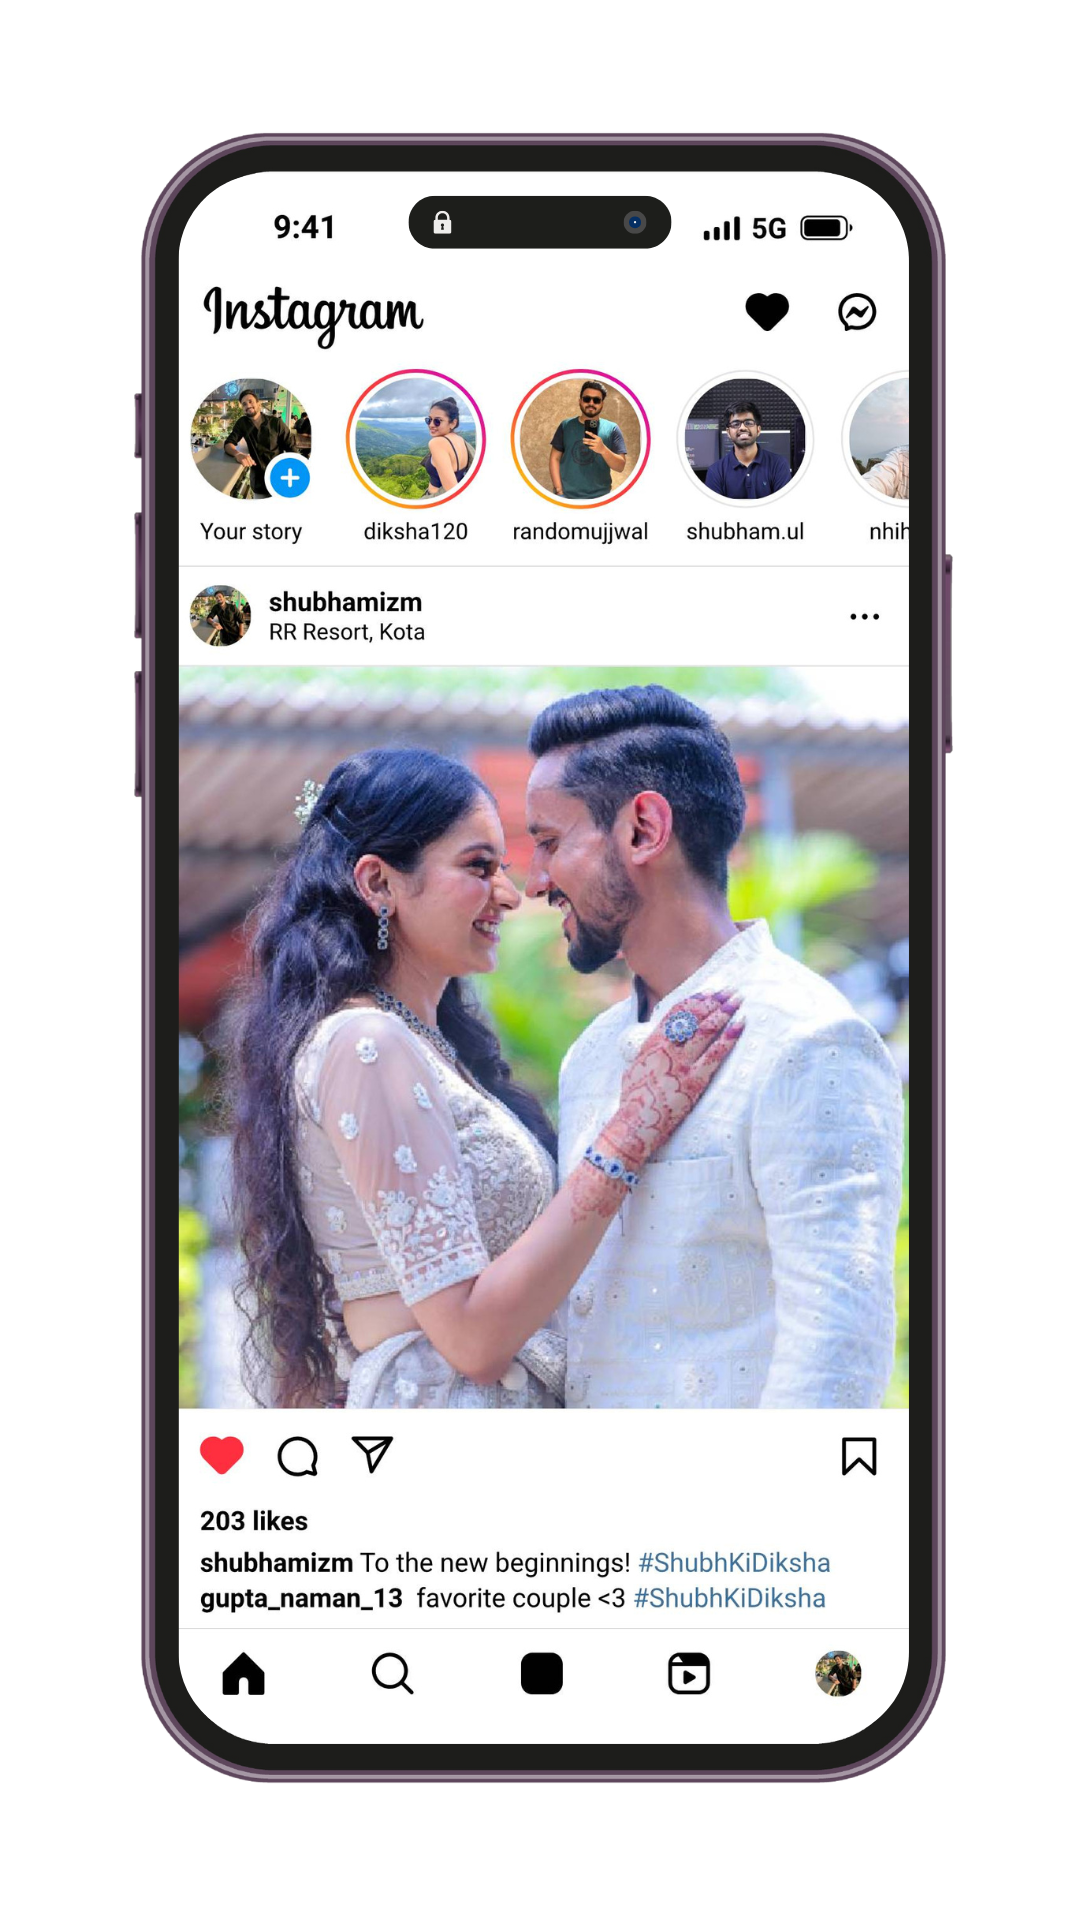 9:41
5G
Instagram
Your story
diksha120
randomujjwal
shubham.ul
nhih
shubhamizm
RR Resort, Kota
203 likes
shubhamizm To the new beginnings! #ShubhKiDiksha
gupta_naman_13 favorite couple <3 #ShubhKiDiksha